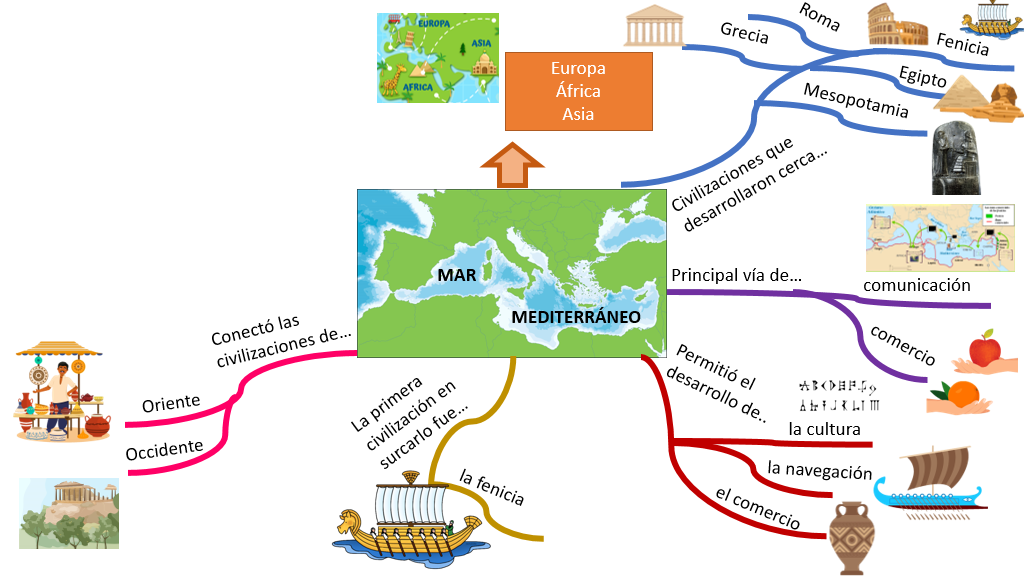 EUROPA
ASIA
AFRICA
Europa
África
Asia
Roma
Grecia
Fenicia
Egipto
Mesopotamia
Civilizaciones que
desarrollaron cerca...
MAR
MEDITERRÁNEO
Principal vía de...
comunicación
comercio
Conectó las
civilizaciones de...
Oriente
Occidente
La primera
civilización en
surcarlo fue...
la fenicia
Permitió el
desarrollo de..
la cultura
la navegación
el comercio